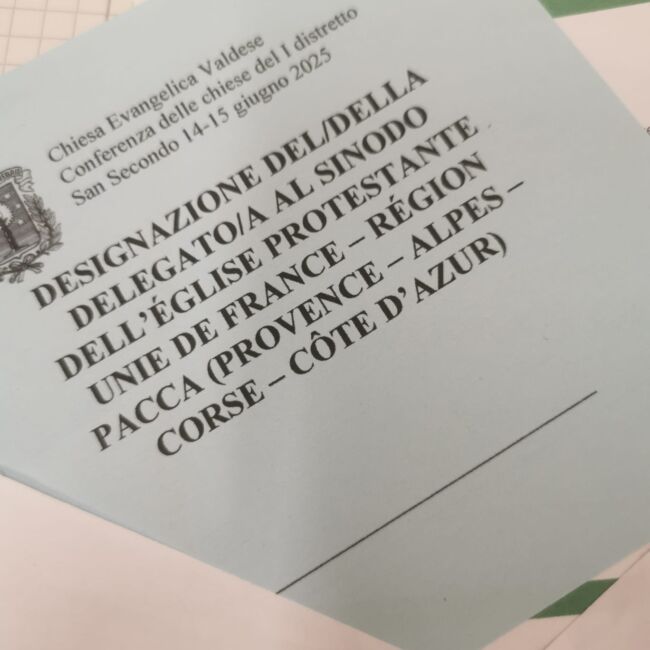 Chiesa Evangelica Valdese
Conferenza delle chiese del I distretto
San Secondo 14-15 giugno 2025
DESIGNAZIONE DEL/DELLA
DELEGATO/A AL SINODO
DELL'ÉGLISE PROTESTANTE
UNIE DE FRANCE – RÉGION
PACCA (PROVENCE – ALPES –
CORSE – CÔTE D'AZUR)